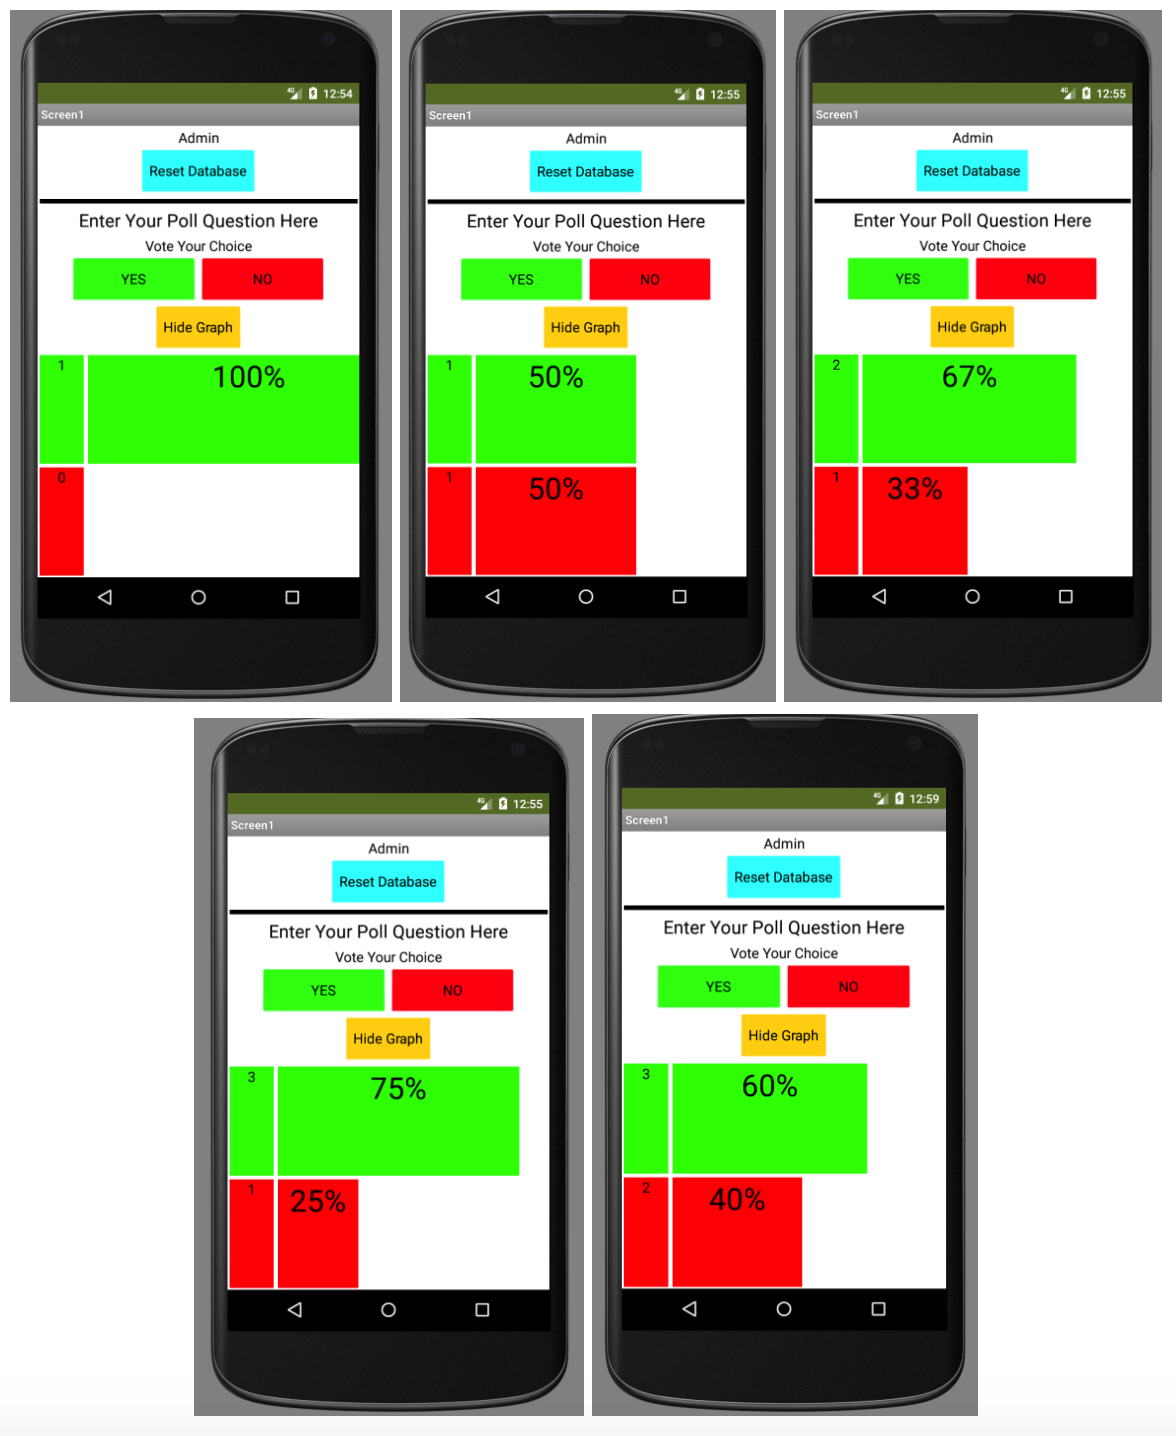 4G 12:54
Screen1
Admin
Reset Database
Enter Your Poll Question Here
Vote Your Choice
YES NO
Hide Graph
1 100%
0
4G 12:55
Screen1
Admin
Reset Database
Enter Your Poll Question Here
Vote Your Choice
YES NO
Hide Graph
1 50%
1 50%
4G 12:55
Screen1
Admin
Reset Database
Enter Your Poll Question Here
Vote Your Choice
YES NO
Hide Graph
2 67%
1 33%
4G 12:55
Screen1
Admin
Reset Database
Enter Your Poll Question Here
Vote Your Choice
YES NO
Hide Graph
3 75%
1 25%
4G 12:59
Screen1
Admin
Reset Database
Enter Your Poll Question Here
Vote Your Choice
YES NO
Hide Graph
3 60%
2 40%